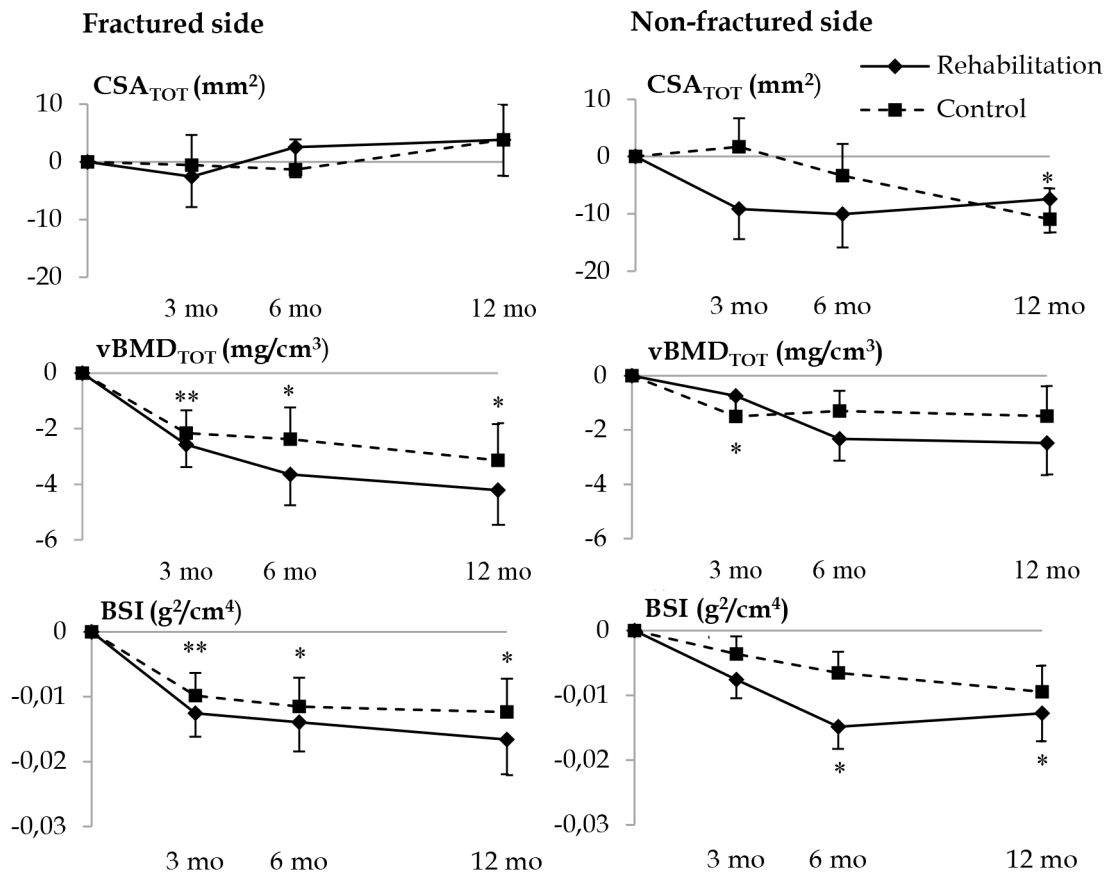 Fractured side
Non-fractured side
Rehabilitation
Control
CSATOT (mm²)
10
0
-10
-20
3 mo
6 mo
12 mo
CSATOT (mm²)
10
0
-10
-20
*
3 mo
6 mo
12 mo
vBMDTOT (mg/cm³)
0
-2
-4
-6
**
*
*
3 mo
6 mo
12 mo
vBMDTOT (mg/cm³)
0
-2
-4
-6
*
3 mo
6 mo
12 mo
BSI (g²/cm⁴)
0
-0,01
-0,02
-0,03
**
*
*
3 mo
6 mo
12 mo
BSI (g²/cm⁴)
0
-0,01
-0,02
-0,03
*
*
3 mo
6 mo
12 mo